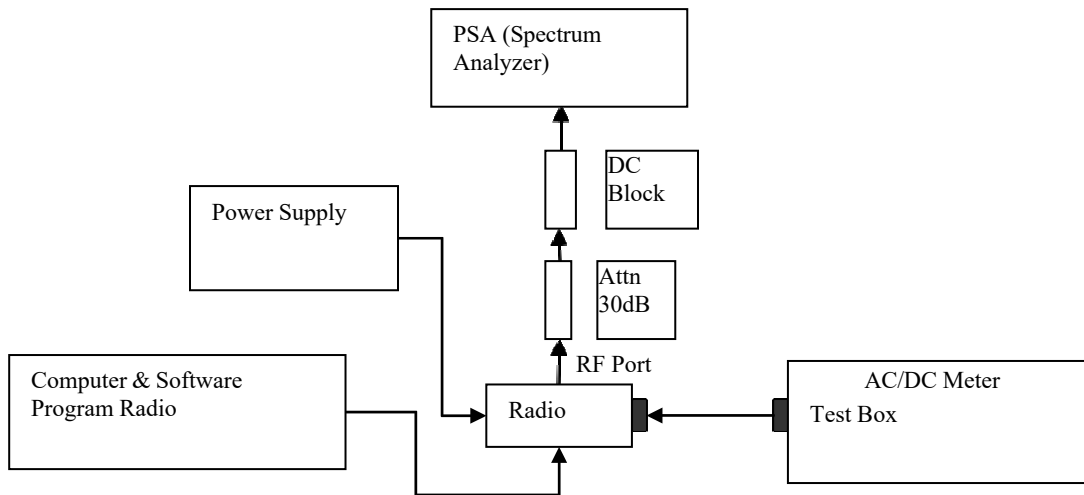 PSA (Spectrum
Analyzer)
DC
Block
Power Supply
Attn
30dB
RF Port
Computer & Software
Program Radio
Radio
AC/DC Meter
Test Box